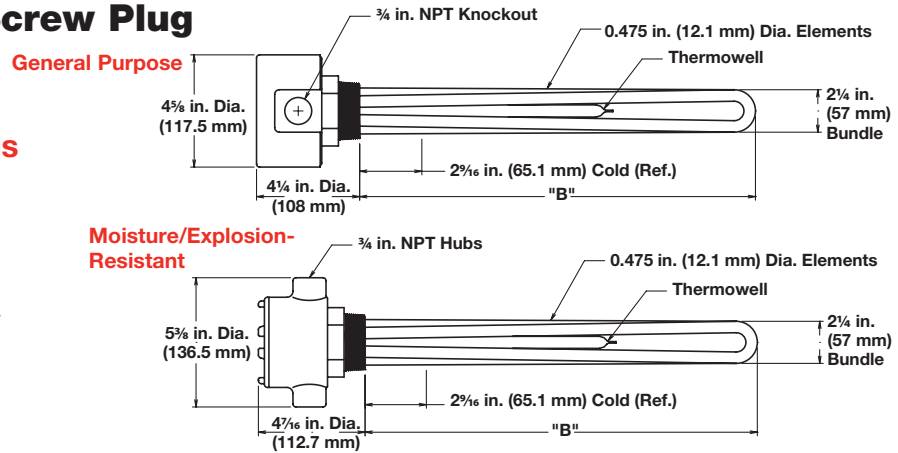 crew Plug
General Purpose
s
¾ in. NPT Knockout
0.475 in. (12.1 mm) Dia. Elements
Thermowell
4⅝ in. Dia.
(117.5 mm)
2¼ in.
(57 mm)
Bundle
2⁹⁄₁₆ in. (65.1 mm) Cold (Ref.)
4¼ in. Dia.
(108 mm)
"B"
Moisture/Explosion-
Resistant
¾ in. NPT Hubs
0.475 in. (12.1 mm) Dia. Elements
Thermowell
5⅜ in. Dia.
(136.5 mm)
2¼ in.
(57 mm)
Bundle
2⁹⁄₁₆ in. (65.1 mm) Cold (Ref.)
4⁷⁄₁₆ in. Dia.
(112.7 mm)
"B"